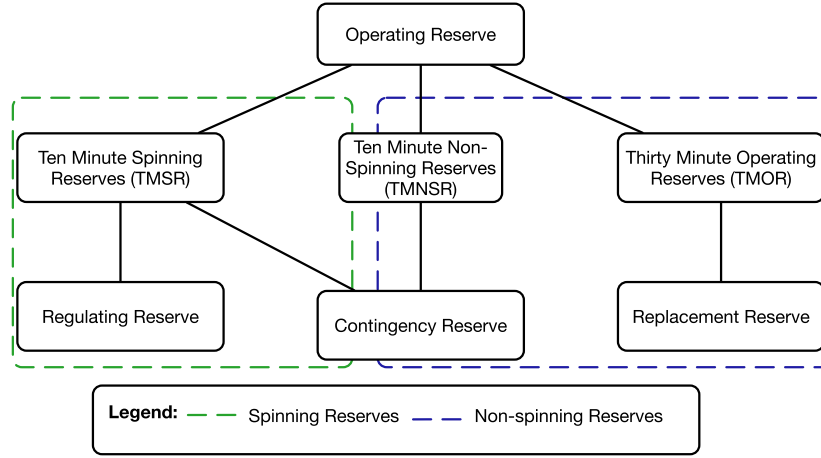 Operating Reserve
Ten Minute Spinning
Reserves (TMSR)
Ten Minute Non-
Spinning Reserves
(TMNSR)
Thirty Minute Operating
Reserves (TMOR)
Regulating Reserve
Contingency Reserve
Replacement Reserve
Legend: Spinning Reserves Non-spinning Reserves